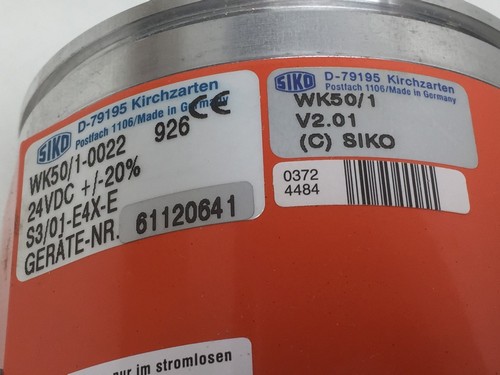 SIKO
D-79195 Kirchzarten
Postfach 1106/Made in Germany
WK50/1-0022 926 CE
24VDC +/-20%
S3/01-E4X-E
GERÄTE-NR. 61120641
SIKO
D-79195 Kirchzarten
Postfach 1106/Made in Germany
WK50/1
V2.01
(C) SIKO
0372
4484
nur im stromlosen